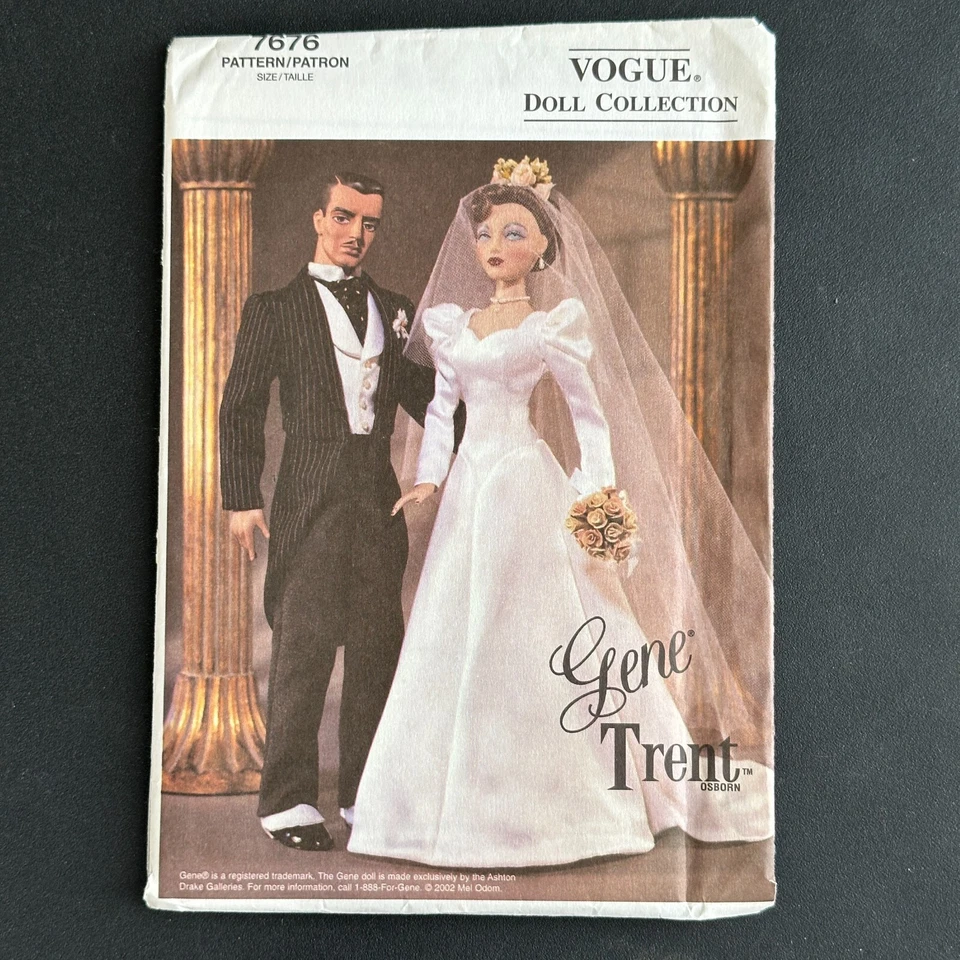 7676
PATTERN/PATRON
SIZE/TAILLE
VOGUE®
DOLL COLLECTION
Gene®
Trent™
OSBORN
Gene® is a registered trademark. The Gene doll is made exclusively by the Ashton
Drake Galleries. For more information, call 1-888-For-Gene. © 2002 Mel Odom.